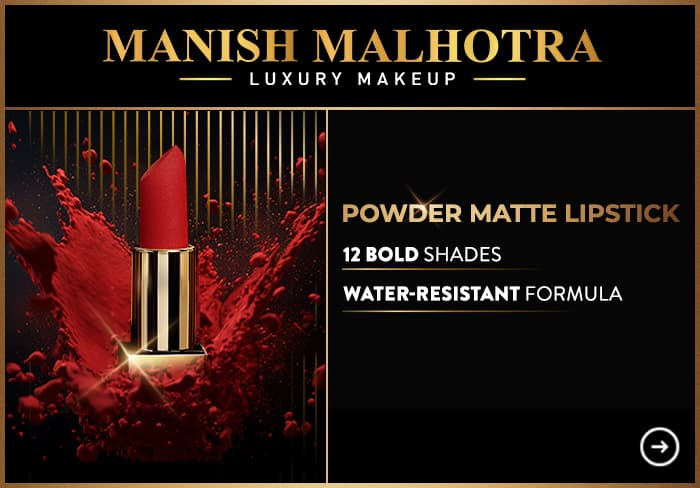 MANISH MALHOTRA
LUXURY MAKEUP
POWDER MATTE LIPSTICK
12 BOLD SHADES
WATER-RESISTANT FORMULA